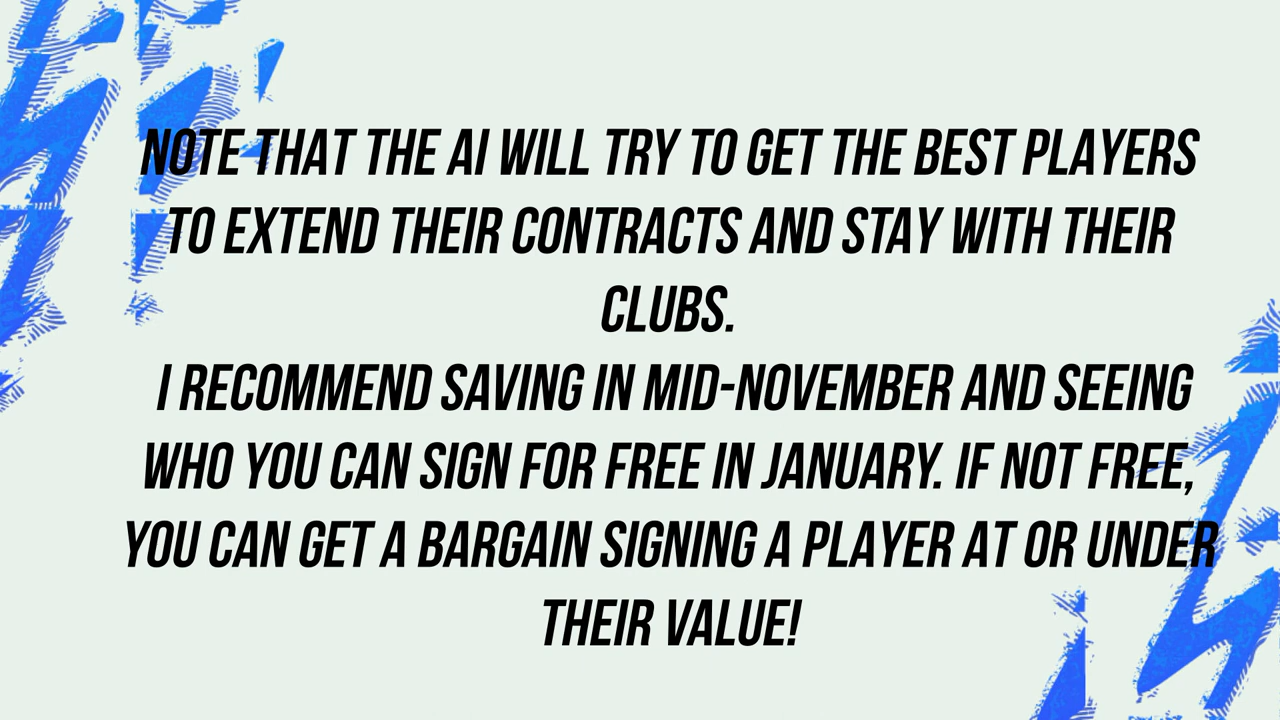 NOTE THAT THE AI WILL TRY TO GET THE BEST PLAYERS
TO EXTEND THEIR CONTRACTS AND STAY WITH THEIR
CLUBS.
I RECOMMEND SAVING IN MID-NOVEMBER AND SEEING
WHO YOU CAN SIGN FOR FREE IN JANUARY. IF NOT FREE,
YOU CAN GET A BARGAIN SIGNING A PLAYER AT OR UNDER
THEIR VALUE!